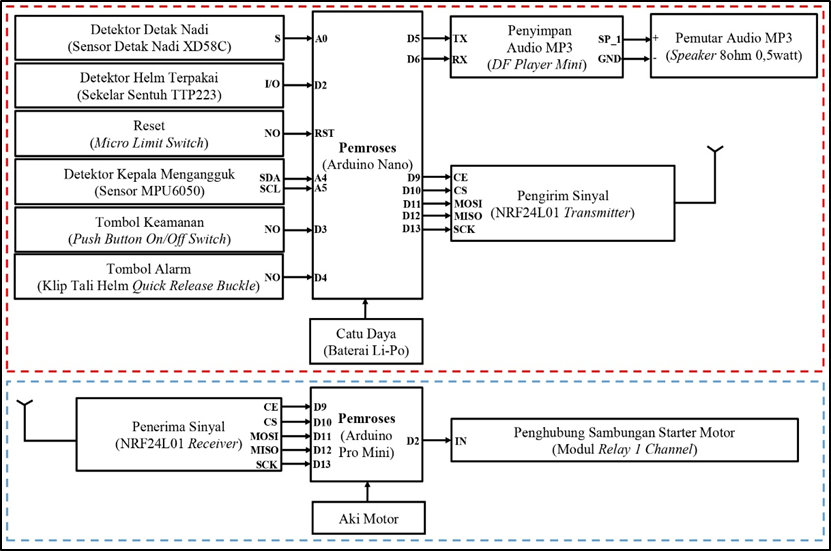 Detektor Detak Nadi
(Sensor Detak Nadi XD58C)
S
A0
Detektor Helm Terpakai
(Sekelar Sentuh TTP223)
I/O
D2
Reset
(Micro Limit Switch)
NO
RST
Detektor Kepala Mengangguk
(Sensor MPU6050)
SDA
SCL
A4
A5
Tombol Keamanan
(Push Button On/Off Switch)
NO
D3
Tombol Alarm
(Klip Tali Helm Quick Release Buckle)
NO
D4
Pemroses
(Arduino Nano)
D5
D6
TX
RX
Penyimpan
Audio MP3
(DF Player Mini)
SP_1
GND
+
-
Pemutar Audio MP3
(Speaker 8ohm 0,5watt)
D9
D10
D11
D12
D13
CE
CS
MOSI
MISO
SCK
Pengirim Sinyal
(NRF24L01 Transmitter)
Catu Daya
(Baterai Li-Po)
Penerima Sinyal
(NRF24L01 Receiver)
CE
CS
MOSI
MISO
SCK
D9
D10
D11
D12
D13
Pemroses
(Arduino
Pro Mini)
D2
IN
Penghubung Sambungan Starter Motor
(Modul Relay 1 Channel)
Aki Motor